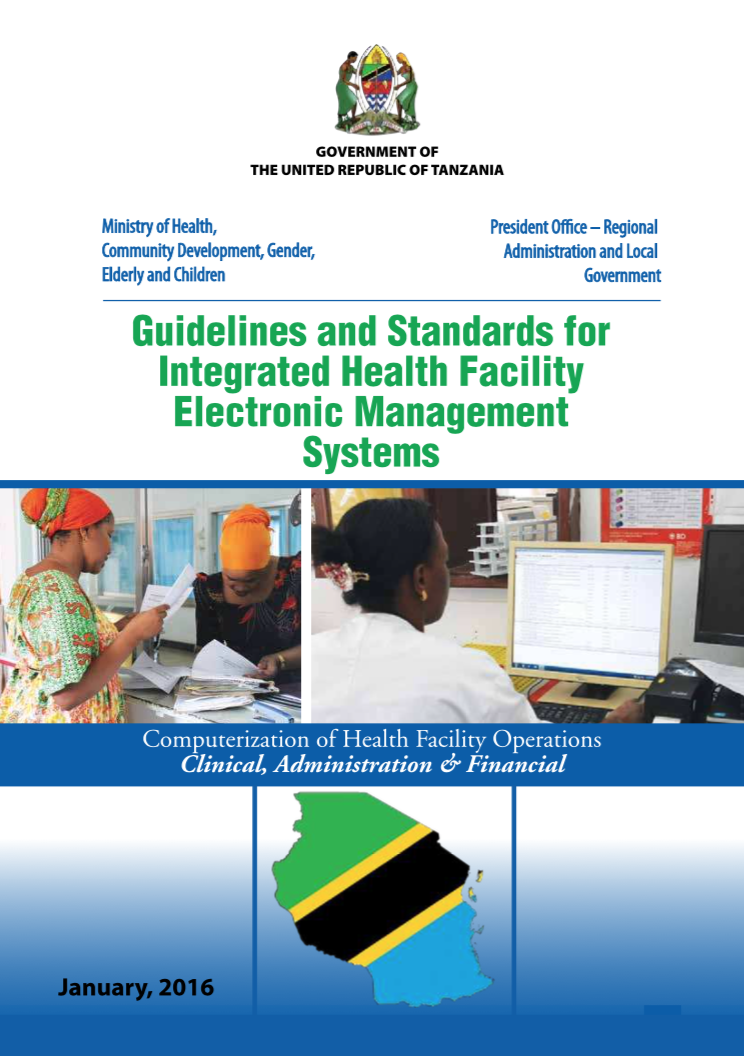 GOVERNMENT OF
THE UNITED REPUBLIC OF TANZANIA
Ministry of Health,
Community Development, Gender,
Elderly and Children
President Office – Regional
Administration and Local
Government
Guidelines and Standards for
Integrated Health Facility
Electronic Management
Systems
BD
Computerization of Health Facility Operations
Clinical, Administration & Financial
January, 2016